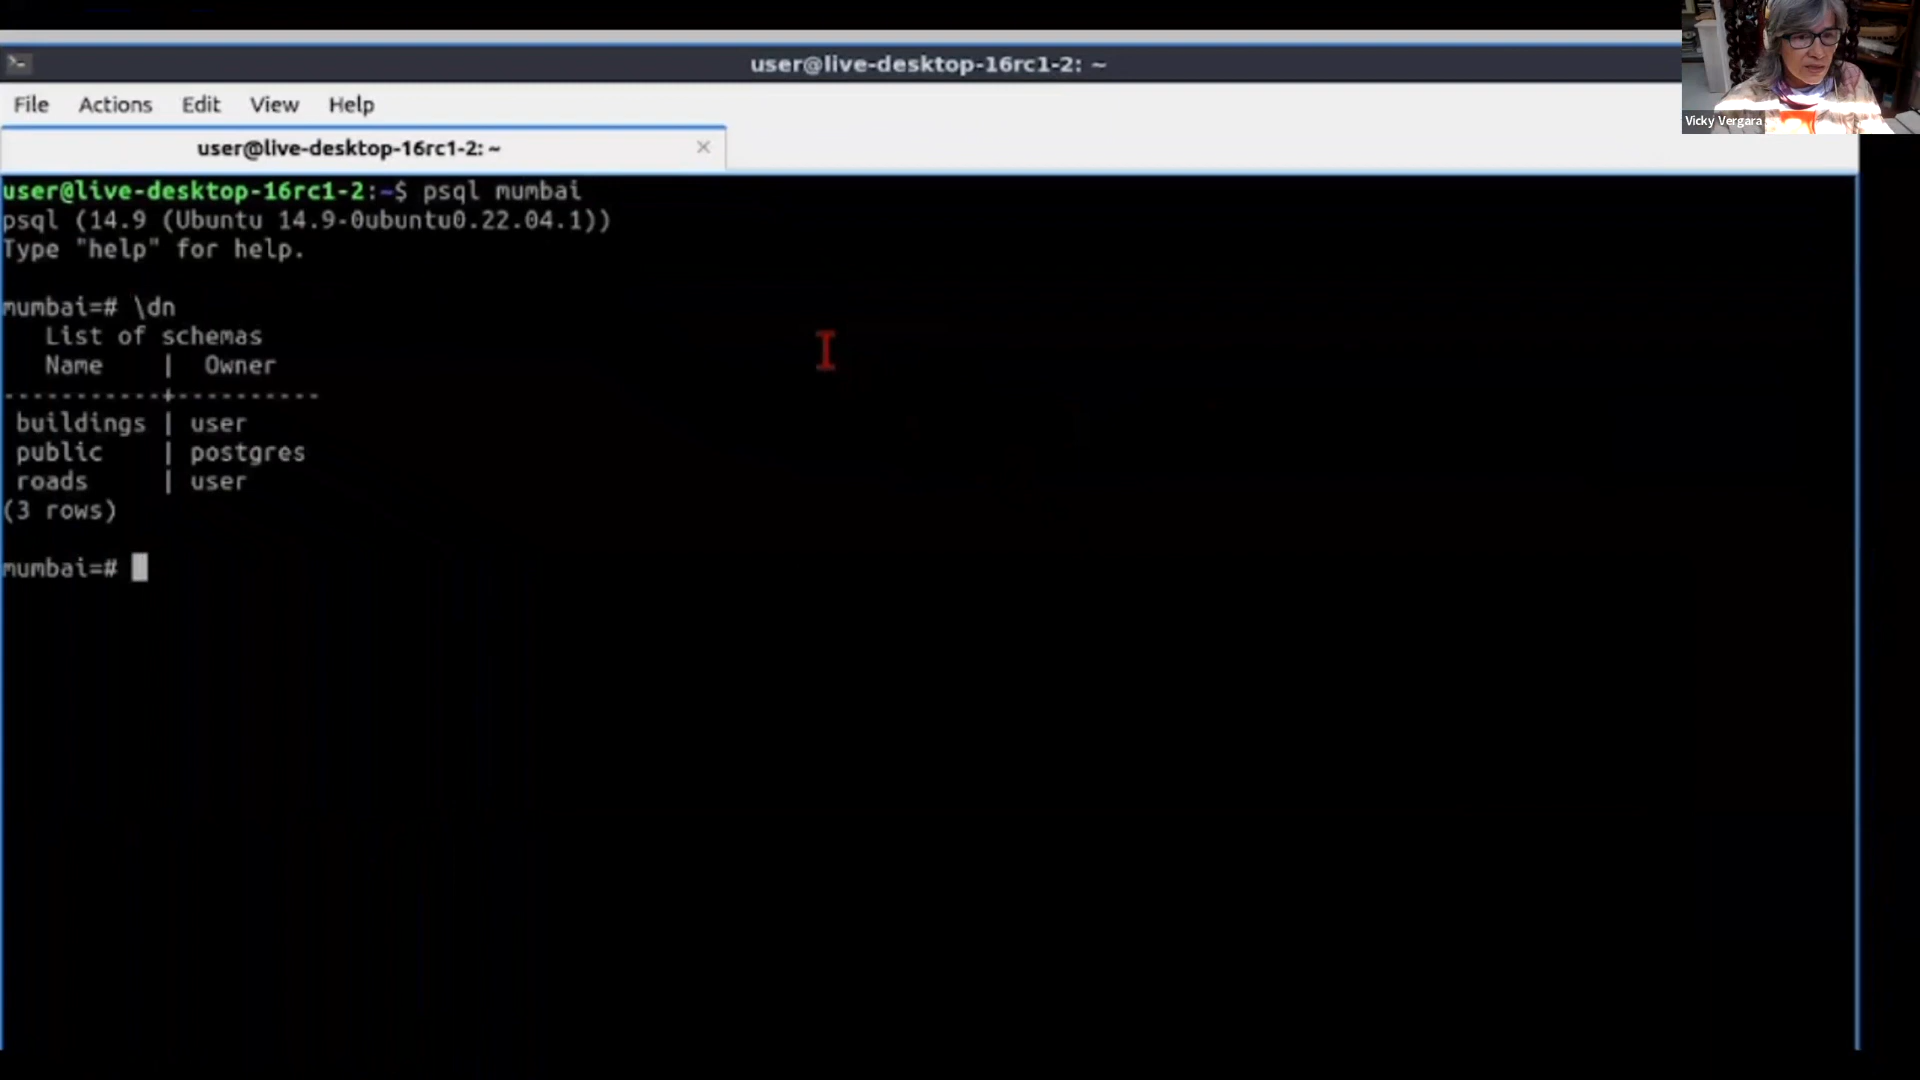 user@live-desktop-16rc1-2: ~
File Actions Edit View Help
user@live-desktop-16rc1-2: ~
Vicky Vergara
user@live-desktop-16rc1-2:~$ psql mumbai
psql (14.9 (Ubuntu 14.9-0ubuntu0.22.04.1))
Type "help" for help.
mumbai=# \dn
List of schemas
Name | Owner
-----------+----------
buildings | user
public | postgres
roads | user
(3 rows)
mumbai=#